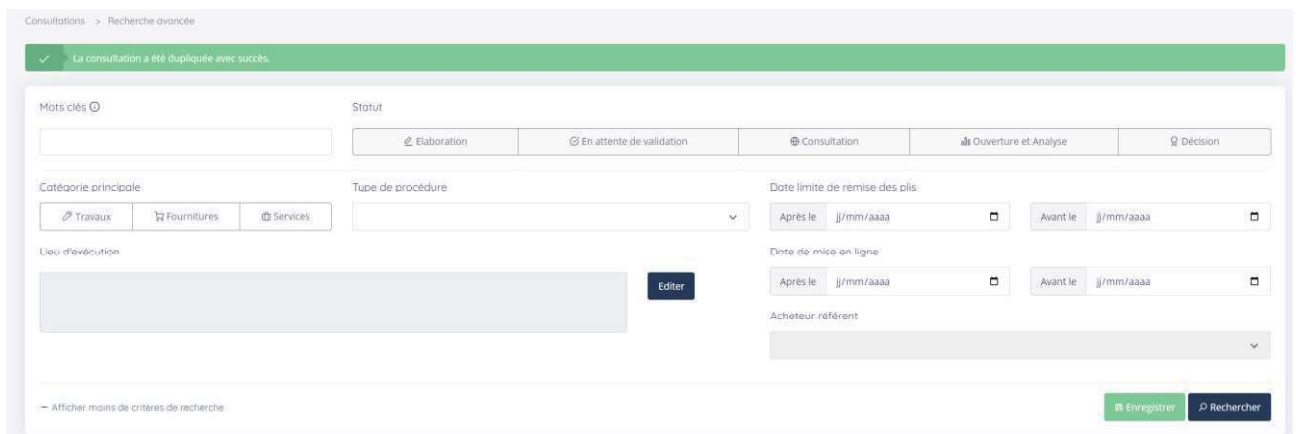 Consultations > Recherche avancée
La consultation a été dupliquée avec succès.
Mots clés
Statut
Elaboration
En attente de validation
Consultation
Ouverture et Analyse
Décision
Catégorie principale
Type de procédure
Date limite de remise des plis
Travaux
Fournitures
Services
Après le jj/mm/aaaa
Avant le jj/mm/aaaa
Lieu d'exécution
Date de mise en ligne
Editer
Après le jj/mm/aaaa
Avant le jj/mm/aaaa
Acheteur référent
– Afficher moins de critères de recherche
Enregistrer
Rechercher